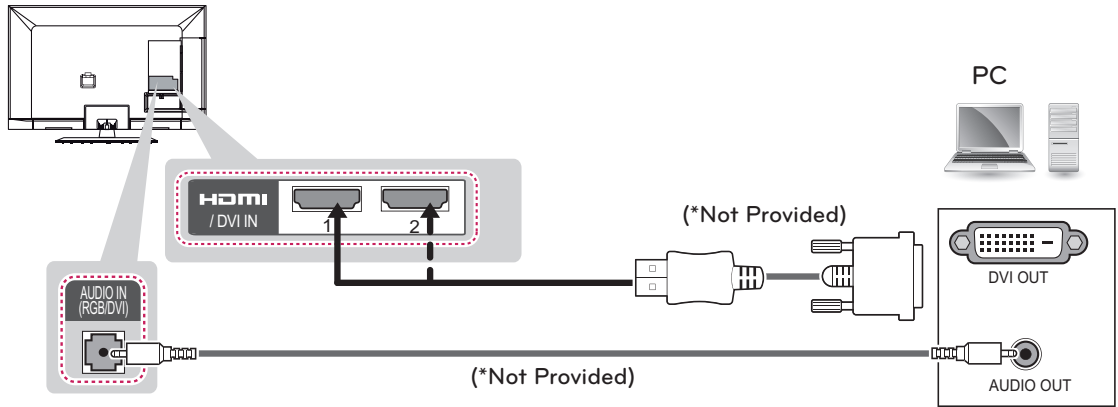 PC
HDMI
/ DVI IN
1
2
(*Not Provided)
DVI OUT
AUDIO IN
(RGB/DVI)
(*Not Provided)
AUDIO OUT